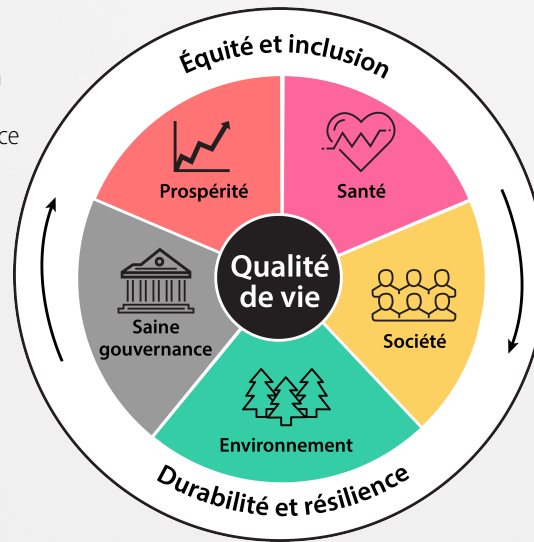 Équité et inclusion
Prospérité
Santé
Qualité
de vie
Saine
gouvernance
Société
Environnement
Durabilité et résilience